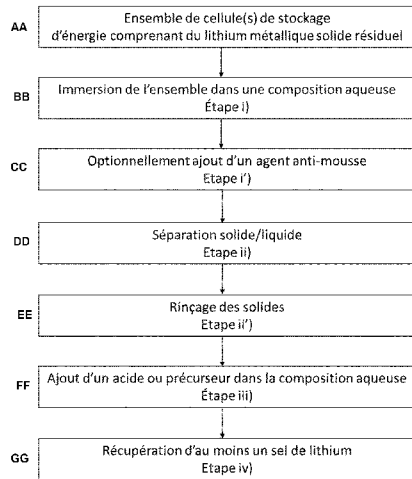 AA
Ensemble de cellule(s) de stockage
d'énergie comprenant du lithium métallique solide résiduel
BB
Immersion de l'ensemble dans une composition aqueuse
Étape i)
CC
Optionnellement ajout d'un agent anti-mousse
Etape i')
DD
Séparation solide/liquide
Etape ii)
EE
Rinçage des solides
Etape ii')
FF
Ajout d'un acide ou précurseur dans la composition aqueuse
Étape iii)
GG
Récupération d'au moins un sel de lithium
Etape iv)